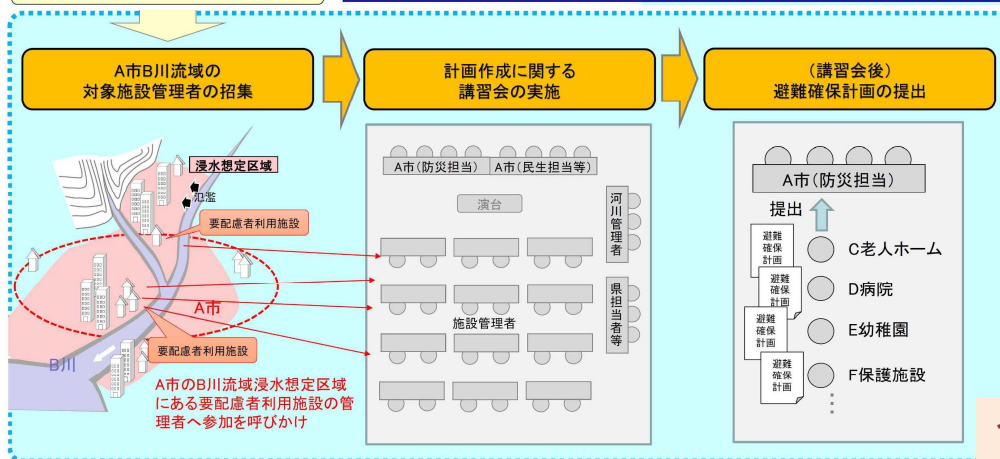 A市B川流域の
対象施設管理者の招集
計画作成に関する
講習会の実施
(講習会後)
避難確保計画の提出
浸水想定区域
氾濫
要配慮者利用施設
A市
要配慮者利用施設
B川
A市のB川流域浸水想定区域
にある要配慮者利用施設の管
理者へ参加を呼びかけ
A市(防災担当)
A市(民生担当等)
演台
河川管理者
県担当者等
施設管理者
A市(防災担当)
提出
避難
確保
計画
C老人ホーム
避難
確保
計画
D病院
避難
確保
計画
E幼稚園
避難
確保
計画
F保護施設
⋮